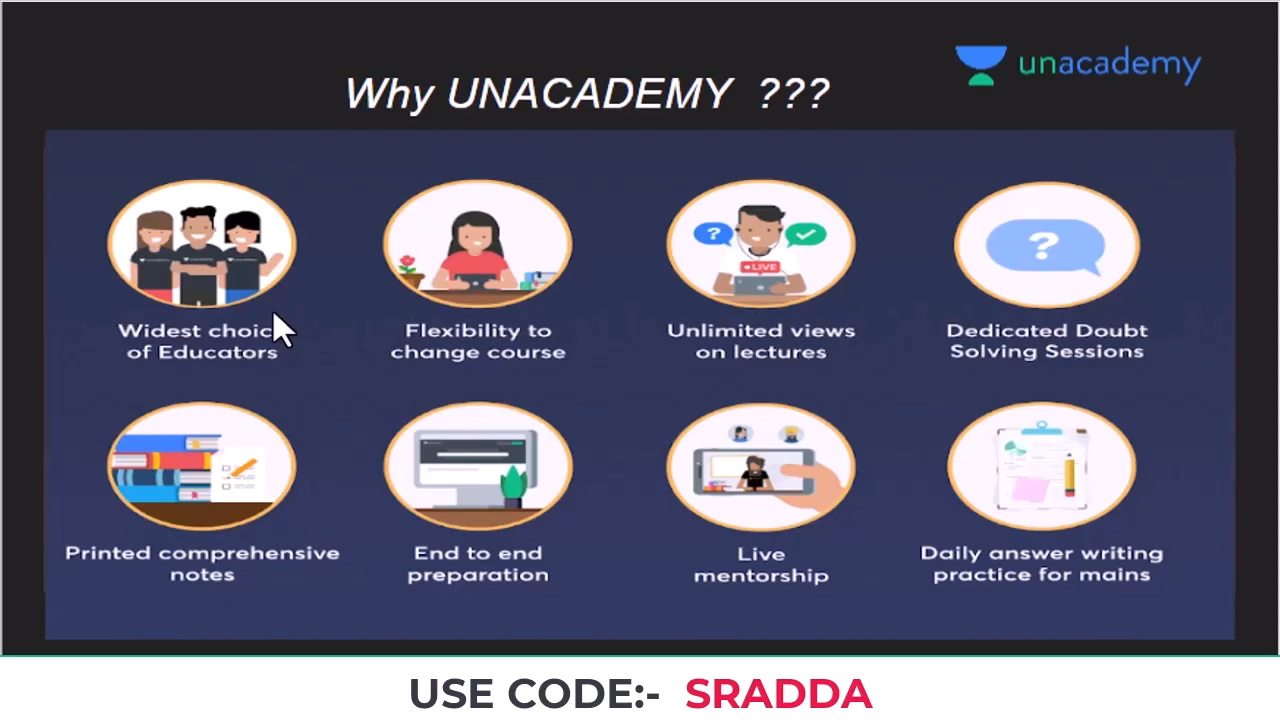 unacademy
Why UNACADEMY ???
?
LIVE
?
Widest choic
of Educators
Flexibility to
change course
Unlimited views
on lectures
Dedicated Doubt
Solving Sessions
Printed comprehensive
notes
End to end
preparation
Live
mentorship
Daily answer writing
practice for mains
USE CODE:- SRADDA